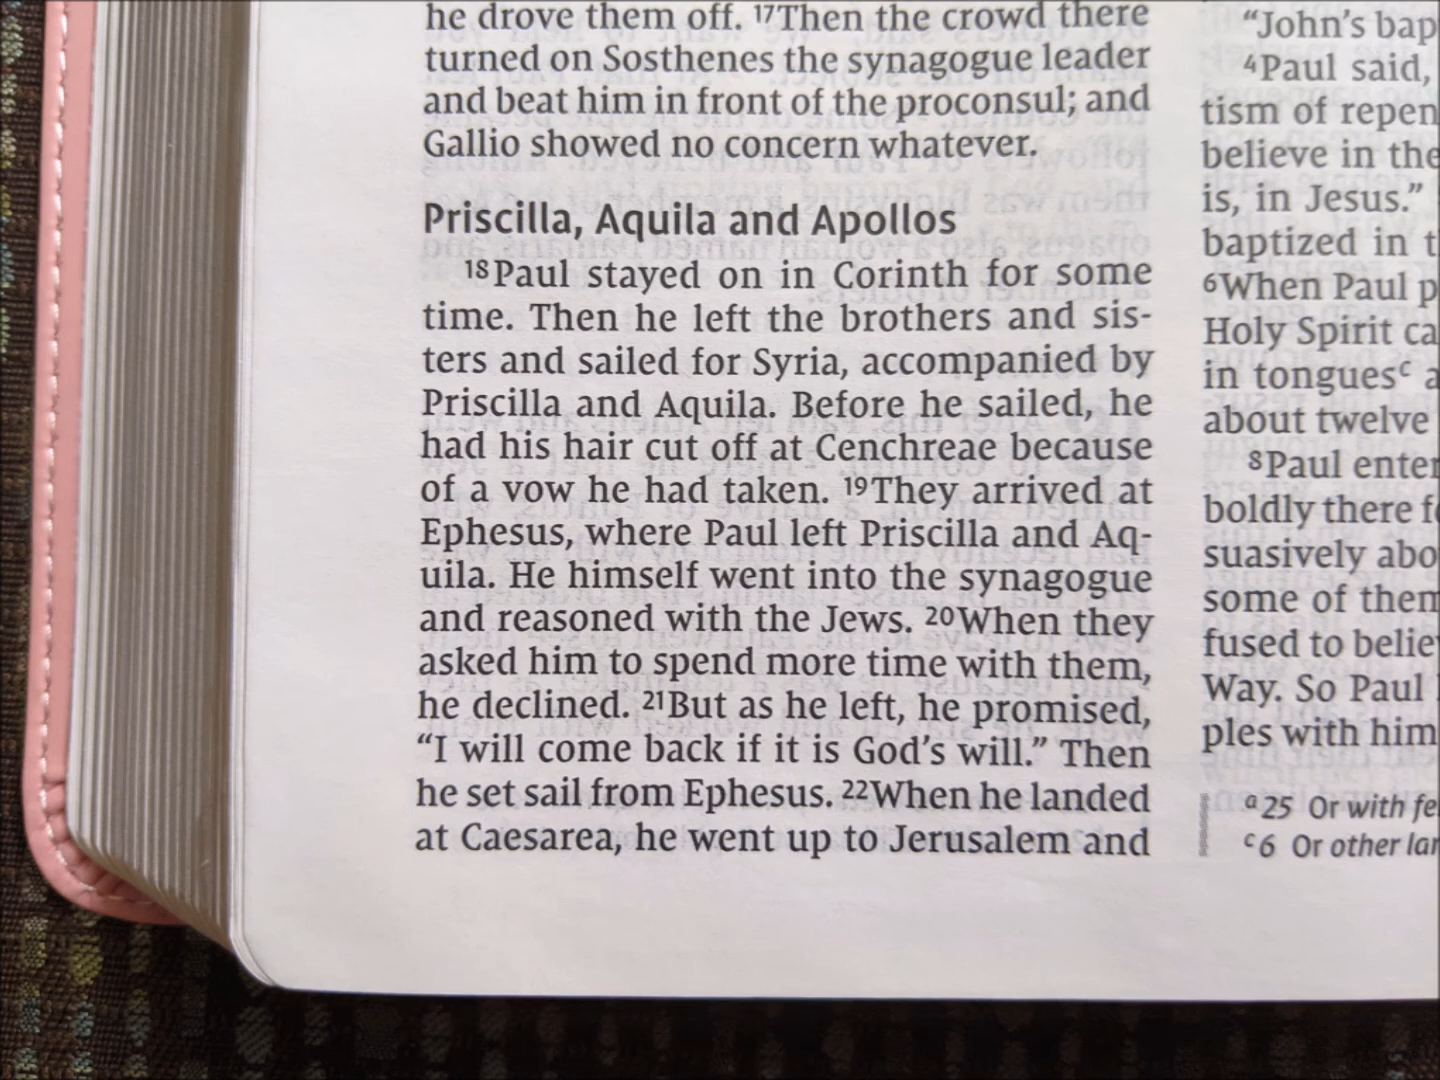 he drove them off. 17Then the crowd there
turned on Sosthenes the synagogue leader
and beat him in front of the proconsul; and
Gallio showed no concern whatever.
Priscilla, Aquila and Apollos
18Paul stayed on in Corinth for some
time. Then he left the brothers and sis-
ters and sailed for Syria, accompanied by
Priscilla and Aquila. Before he sailed, he
had his hair cut off at Cenchreae because
of a vow he had taken. 19They arrived at
Ephesus, where Paul left Priscilla and Aq-
uila. He himself went into the synagogue
and reasoned with the Jews. 20When they
asked him to spend more time with them,
he declined. 21But as he left, he promised,
“I will come back if it is God’s will.” Then
he set sail from Ephesus. 22When he landed
at Caesarea, he went up to Jerusalem and
“John’s bap
4Paul said,
tism of repen
believe in the
is, in Jesus.”
baptized in t
6When Paul p
Holy Spirit ca
in tonguesc a
about twelve
8Paul enter
boldly there fo
suasively abo
some of them
fused to belie
Way. So Paul
ples with him
a 25 Or with fe
c 6 Or other lan